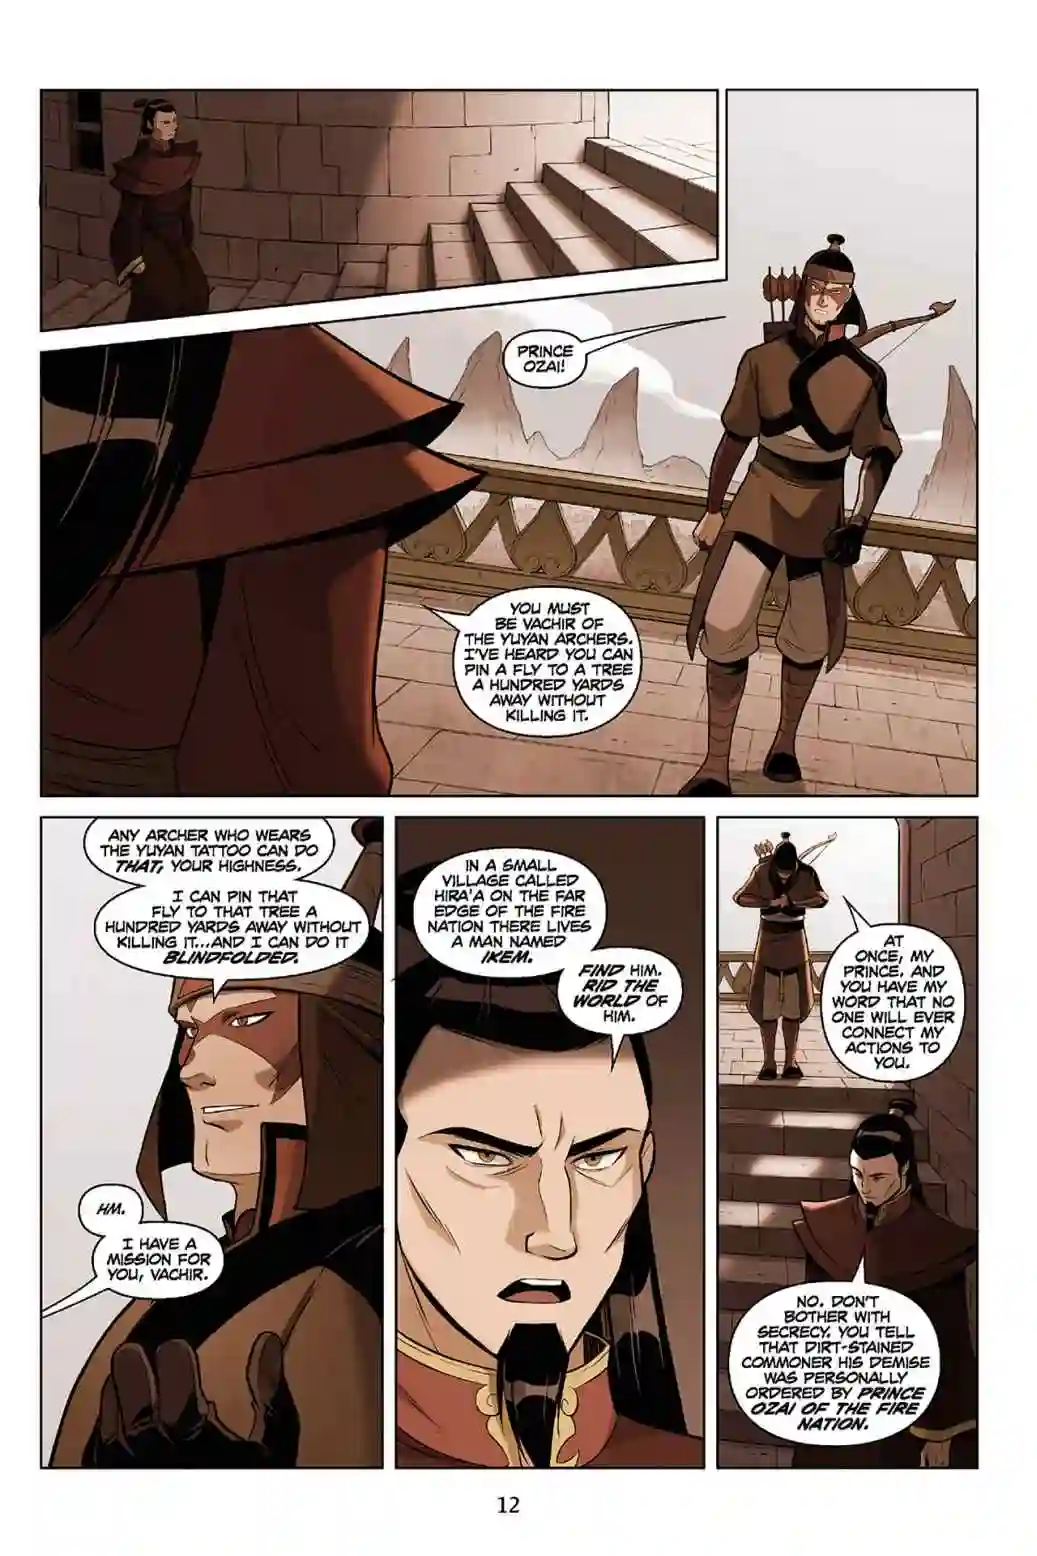 PRINCE
OZAI!
YOU MUST
BE VACHIR OF
THE YUYAN ARCHERS.
I'VE HEARD YOU CAN
PIN A FLY TO A TREE
A HUNDRED YARDS
AWAY WITHOUT
KILLING IT.
ANY ARCHER WHO WEARS
THE YUYAN TATTOO CAN DO
THAT, YOUR HIGHNESS.
I CAN PIN THAT
FLY TO THAT TREE A
HUNDRED YARDS AWAY WITHOUT
KILLING IT...AND I CAN DO IT
BLINDFOLDED.
HM.
I HAVE A
MISSION FOR
YOU, VACHIR.
IN A SMALL
VILLAGE CALLED
HIRA'A ON THE FAR
EDGE OF THE FIRE
NATION THERE LIVES
A MAN NAMED
IKEM.
FIND HIM.
RID THE
WORLD OF
HIM.
AT
ONCE, MY
PRINCE. AND
YOU HAVE MY
WORD THAT NO
ONE WILL EVER
CONNECT MY
ACTIONS TO
YOU.
NO. DON'T
BOTHER WITH
SECRECY. YOU TELL
THAT DIRT-STAINED
COMMONER HIS DEMISE
WAS PERSONALLY
ORDERED BY PRINCE
OZAI OF THE FIRE
NATION.
12